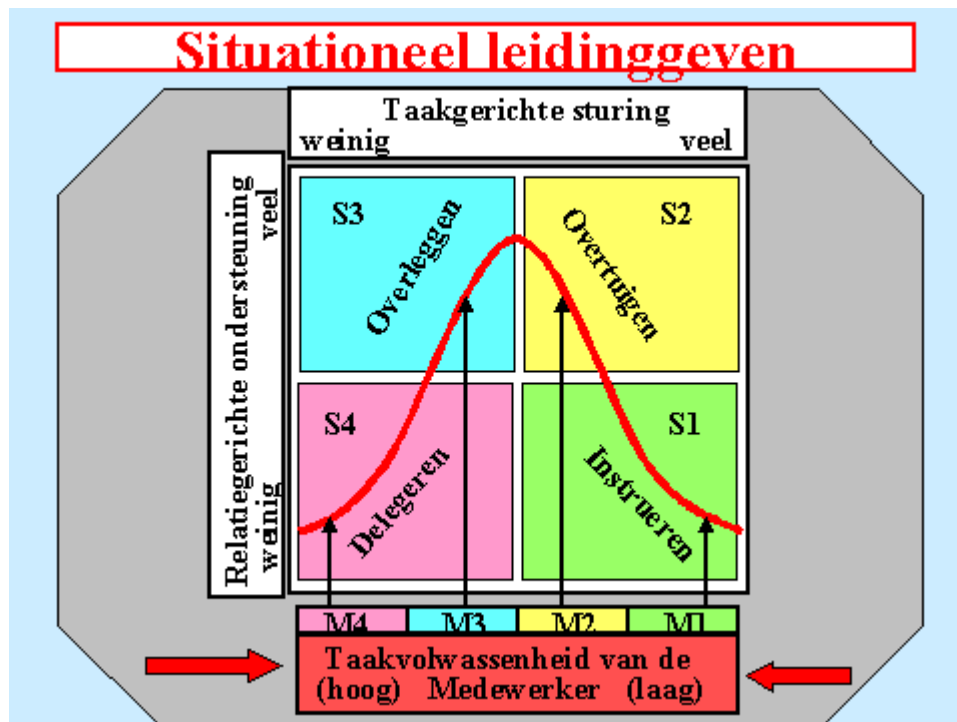 Situationeel leidinggeven
Taakgerichte sturing
weinig veel
Relatiegerichte ondersteuning
weinig veel
S3 S2
Overleggen Overtuigen
S4 S1
Delegeren Instrueren
M4 M3 M2 M1
Taakvolwassenheid van de
(hoog) Medewerker (laag)